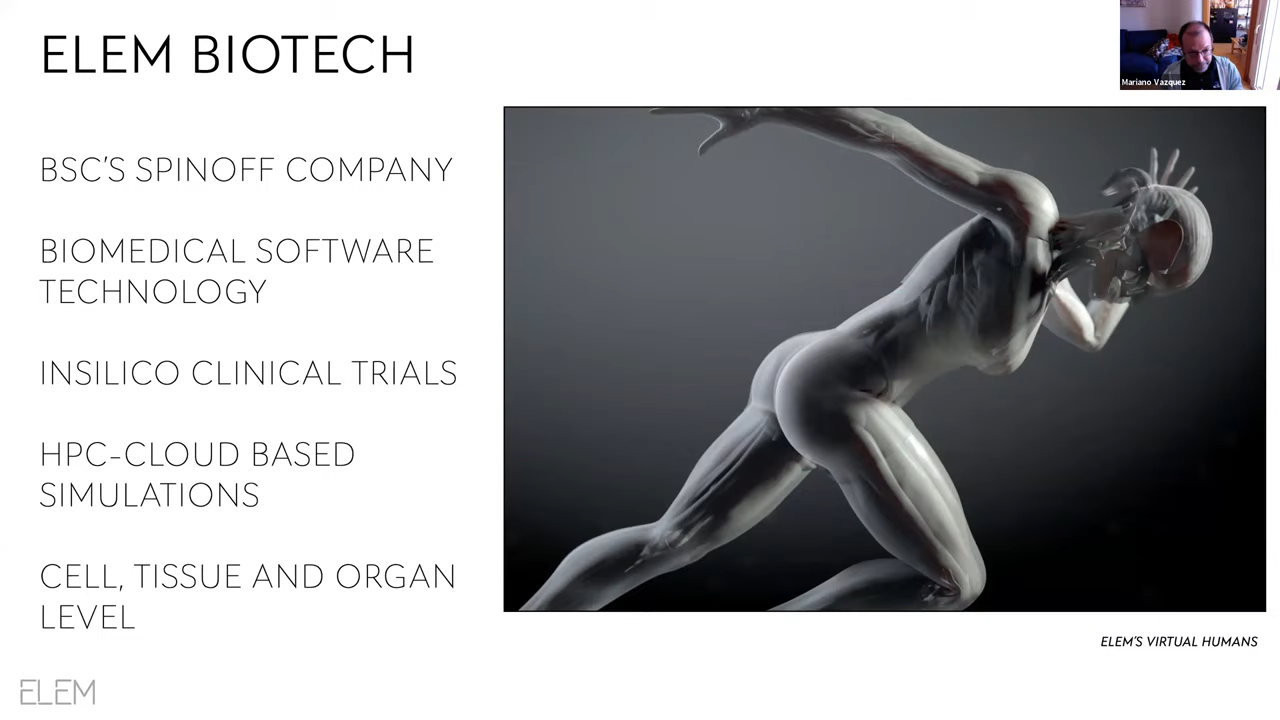 ELEM BIOTECH
Mariano Vazquez
BSC'S SPINOFF COMPANY
BIOMEDICAL SOFTWARE
TECHNOLOGY
INSILICO CLINICAL TRIALS
HPC-CLOUD BASED
SIMULATIONS
CELL, TISSUE AND ORGAN
LEVEL
ELEM'S VIRTUAL HUMANS
ELEM